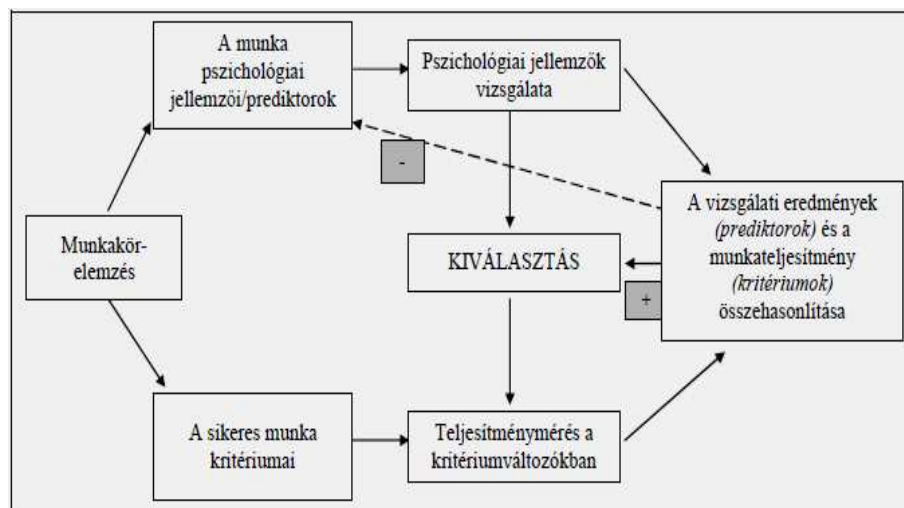 A munka
pszichológiai
jellemzői/prediktorok
Pszichológiai jellemzők
vizsgálata
-
Munkakör-
elemzés
KIVÁLASZTÁS
+
A vizsgálati eredmények
(prediktorok) és a
munkateljesítmény
(kritériumok)
összehasonlítása
A sikeres munka
kritériumai
Teljesítménymérés a
kritériumváltozókban